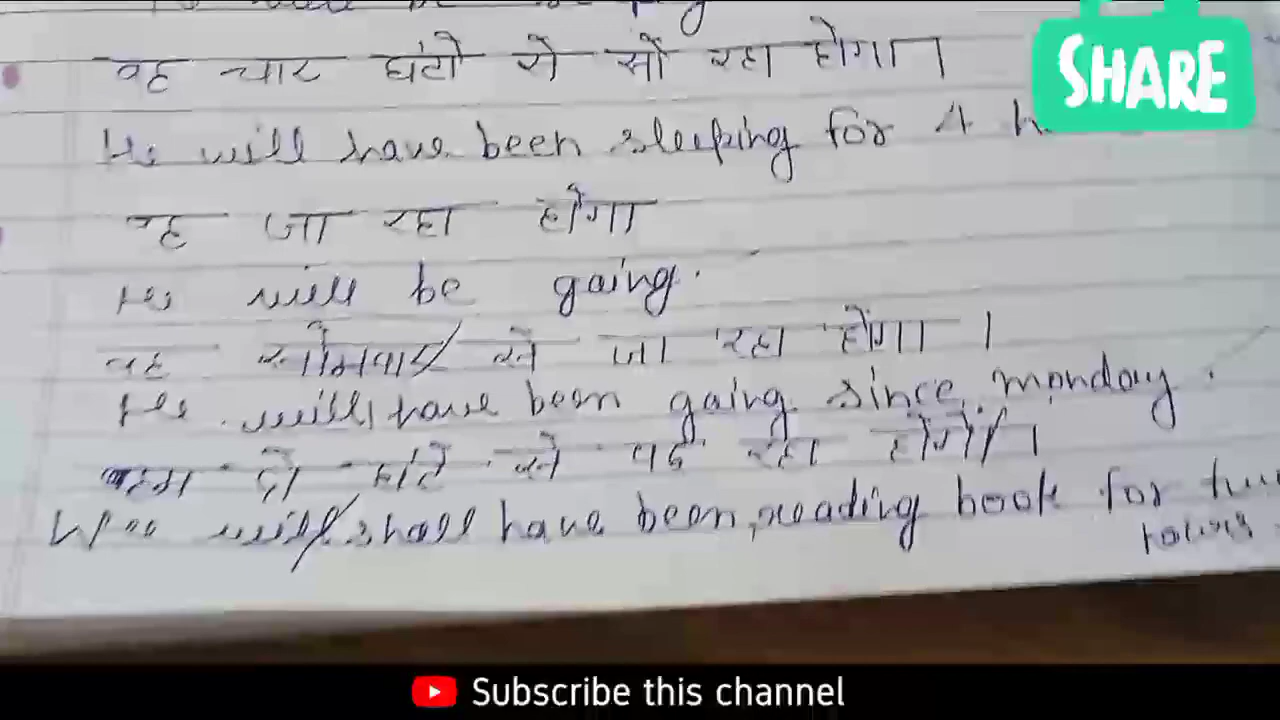 SHARE
वह चार घंटो से सो रहा होगा ।
He will have been sleeping for 4
वह जा रहा होगा
He will be going.
वह सोमवार से जा रहा होगा ।
He will have been going since monday.
हम दो घंटे से पढ़ रहा होगे ।
We will/shall have been reading book for
Subscribe this channel